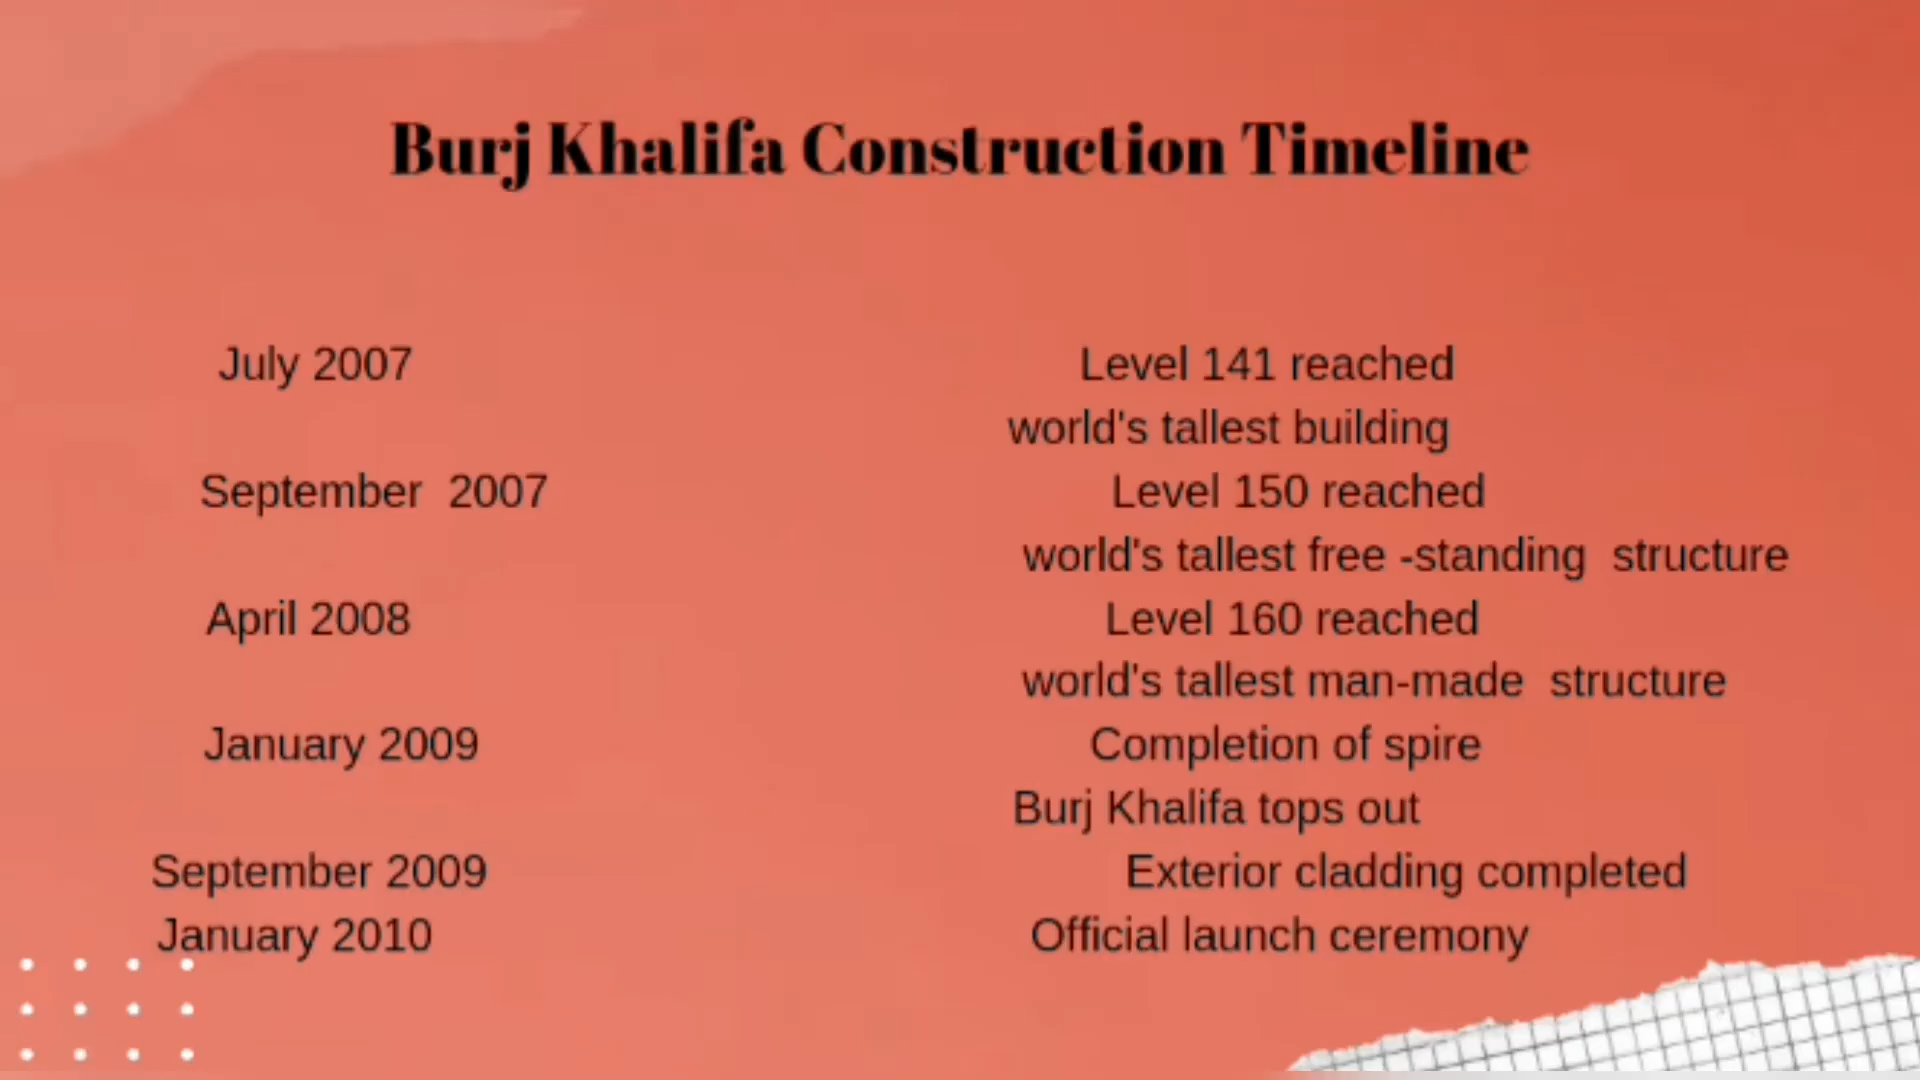 Burj Khalifa Construction Timeline
July 2007 Level 141 reached
world's tallest building
September 2007 Level 150 reached
world's tallest free -standing structure
April 2008 Level 160 reached
world's tallest man-made structure
January 2009 Completion of spire
Burj Khalifa tops out
September 2009 Exterior cladding completed
January 2010 Official launch ceremony